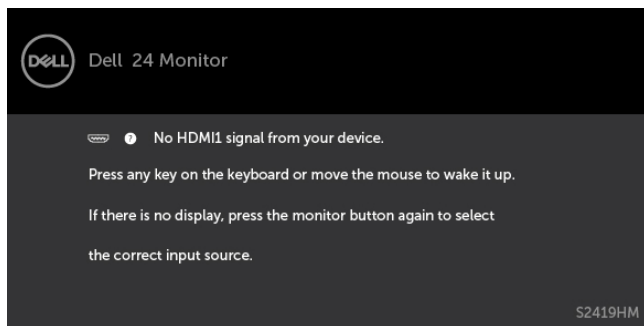 DELL
Dell 24 Monitor
? No HDMI1 signal from your device.
Press any key on the keyboard or move the mouse to wake it up.
If there is no display, press the monitor button again to select
the correct input source.
S2419HM